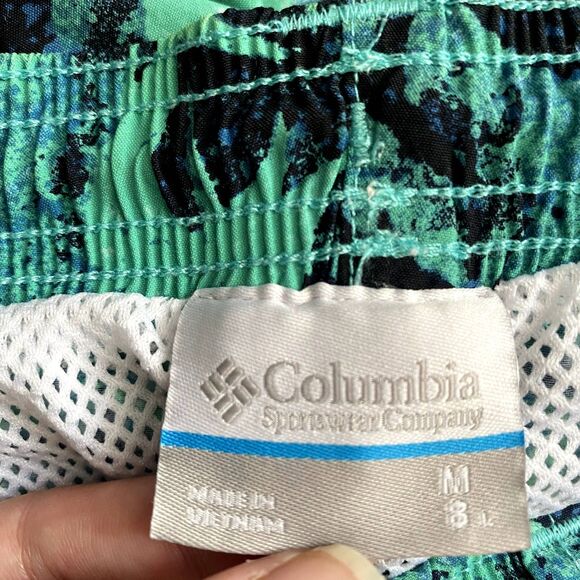 Columbia
Sportswear Company
MADE IN
VIETNAM
M
8